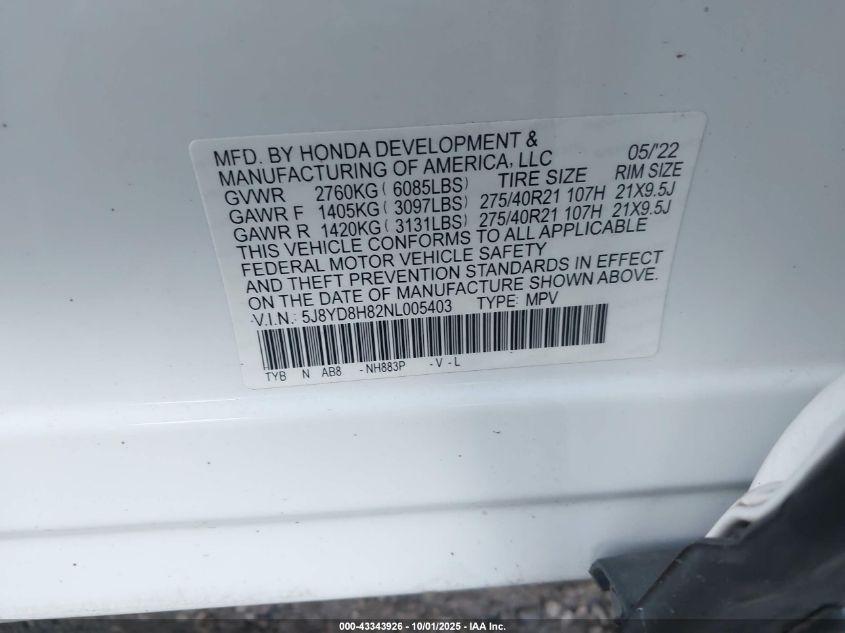 MFD. BY HONDA DEVELOPMENT &
MANUFACTURING OF AMERICA, LLC 05/'22
GVWR 2760KG ( 6085LBS) TIRE SIZE RIM SIZE
GAWR F 1405KG ( 3097LBS) 275/40R21 107H 21X9.5J
GAWR R 1420KG ( 3131LBS) 275/40R21 107H 21X9.5J
THIS VEHICLE CONFORMS TO ALL APPLICABLE
FEDERAL MOTOR VEHICLE SAFETY
AND THEFT PREVENTION STANDARDS IN EFFECT
ON THE DATE OF MANUFACTURE SHOWN ABOVE.
V.I.N.: 5J8YD8H82NL005403 TYPE: MPV
TYB N AB8 -NH883P -V-L
000-43343926 - 10/01/2025 - IAA Inc.